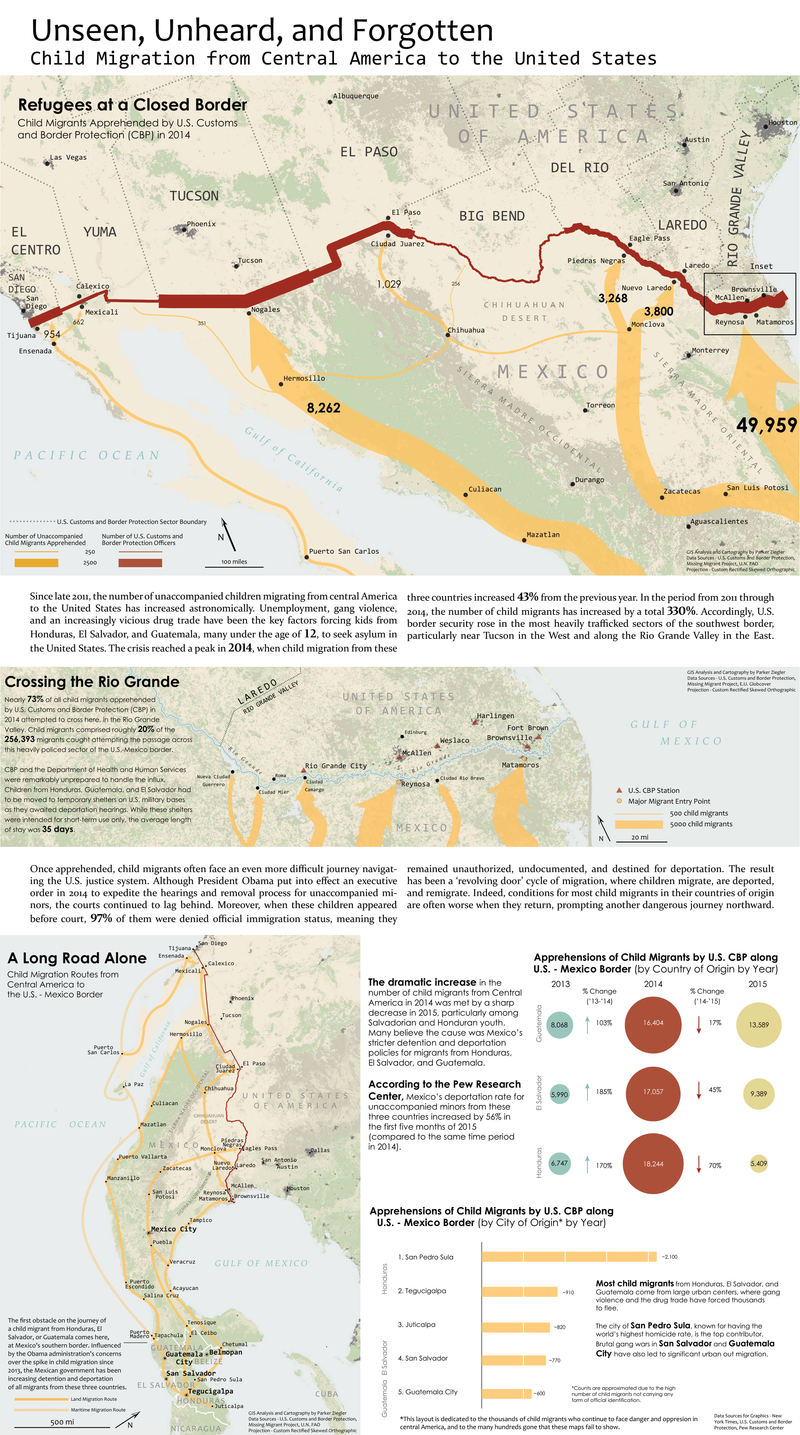 Unseen, Unheard, and Forgotten
Child Migration from Central America to the United States
Refugees at a Closed Border
Child Migrants Apprehended by U.S. Customs
and Border Protection (CBP) in 2014
Albuquerque
UNITED STATES
OF AMERICA
Houston
Las Vegas
EL PASO
Austin
DEL RIO
RIO GRANDE VALLEY
TUCSON
San Antonio
Phoenix
EL
CENTRO
YUMA
El Paso
BIG BEND
LAREDO
Ciudad Juarez
Eagle Pass
Tucson
Piedras Negras
Laredo
Inset
SAN
DIEGO
San
Diego
Calexico
1,029
256
Nuevo Laredo
Brownsville
McAllen
Mexicali
662
351
Nogales
CHIHUAHUAN
DESERT
3,268
3,800
Reynosa
Matamoros
Tijuana
954
Ensenada
Chihuahua
Monclova
Monterrey
MEXICO
Hermosillo
8,262
SIERRA MADRE OCCIDENTAL
SIERRA MADRE ORIENTAL
Torreon
49,959
PACIFIC OCEAN
Gulf of California
Culiacan
Durango
Zacatecas
San Luis Potosi
Aguascalientes
Mazatlan
Puerto San Carlos
U.S. Customs and Border Protection Sector Boundary
Number of Unaccompanied
Child Migrants Apprehended
Number of U.S. Customs and
Border Protection Officers
250
2500
N
100 miles
GIS Analysis and Cartography by Parker Ziegler
Data Sources - U.S. Customs and Border Protection,
Missing Migrant Project, U.N. FAO
Projection - Custom Rectified Skewed Orthographic
Since late 2011, the number of unaccompanied children migrating from central America
to the United States has increased astronomically. Unemployment, gang violence,
and an increasingly vicious drug trade have been the key factors forcing kids from
Honduras, El Salvador, and Guatemala, many under the age of 12, to seek asylum in
the United States. The crisis reached a peak in 2014, when child migration from these
three countries increased 43% from the previous year. In the period from 2011 through
2014, the number of child migrants has increased by a total 330%. Accordingly, U.S.
border security rose in the most heavily trafficked sectors of the southwest border,
particularly near Tucson in the West and along the Rio Grande Valley in the East.
Crossing the Rio Grande
Nearly 73% of all child migrants apprehended
by U.S. Customs and Border Protection (CBP) in
2014 attempted to cross here, in the Rio Grande
Valley. Child migrants comprised roughly 20% of the
256,393 migrants caught attempting the passage across
this heavily policed sector of the U.S.-Mexico border.
CBP and the Department of Health and Human Services
were remarkably unprepared to handle the influx.
Children from Honduras, Guatemala, and El Salvador had
to be moved to temporary shelters on U.S. military bases
as they awaited deportation hearings. While these shelters
were intended for short-term use only, the average length
of stay was 35 days.
LAREDO
RIO GRANDE VALLEY
UNITED STATES
OF AMERICA
Harlingen
Edinburg
Weslaco
Fort Brown
Brownsville
McAllen
Rio Grande
Rio Grande City
Rio Grande
Matamoros
Nueva Ciudad
Guerrero
Roma
Ciudad Mier
Ciudad
Camargo
Reynosa
Ciudad Rio Bravo
MEXICO
GULF OF
MEXICO
GIS Analysis and Cartography by Parker Ziegler
Data Sources - U.S. Customs and Border Protection,
Missing Migrant Project, E.U. Globcover
Projection - Custom Rectified Skewed Orthographic
U.S. CBP Station
Major Migrant Entry Point
500 child migrants
5000 child migrants
N
20 mi
Once apprehended, child migrants often face an even more difficult journey navigat-
ing the U.S. justice system. Although President Obama put into effect an executive
order in 2014 to expedite the hearings and removal process for unaccompanied mi-
nors, the courts continued to lag behind. Moreover, when these children appeared
before court, 97% of them were denied official immigration status, meaning they
remained unauthorized, undocumented, and destined for deportation. The result
has been a 'revolving door' cycle of migration, where children migrate, are deported,
and remigrate. Indeed, conditions for most child migrants in their countries of origin
are often worse when they return, prompting another dangerous journey northward.
A Long Road Alone
Child Migration Routes from
Central America to
the U.S. - Mexico Border
San Diego
Tijuana
Ensenada
Calexico
Mexicali
Phoenix
Tucson
Nogales
Hermosillo
Puerto
San Carlos
Gulf of California
El Paso
Ciudad
Juarez
La Paz
Chihuahua
Culiacan
CHIHUAHUAN
DESERT
UNITED STATES
OF AMERICA
PACIFIC OCEAN
Mazatlan
MEXICO
Piedras
Negras
Eagles Pass
Dallas
Puerto Vallarta
Monclova
Zacatecas
Nuevo
Laredo
Laredo
San Antonio
Austin
Manzanillo
San Luis
Potosi
McAllen
Reynosa
Matamoros
Brownsville
Houston
Tampico
Mexico City
Puebla
Veracruz
GULF OF MEXICO
Puerto
Escondido
Acayucan
Salina Cruz
Tenosique
Puerto
Madero
Tapachula
El Ceibo
Chetumal
GUATEMALA
Guatemala
City
Belmopan
BELIZE
San Salvador
San Pedro Sula
EL SALVADOR
Tegucigalpa
HONDURAS
Juticalpa
CUBA
NICARAGUA
The first obstacle on the journey of
a child migrant from Honduras, El
Salvador, or Guatemala comes here,
at Mexico's southern border. Influenced
by the Obama administration's concerns
over the spike in child migration since
2013, the Mexican government has been
increasing detention and deportation
of all migrants from these three countries.
Land Migration Route
Maritime Migration Route
500 mi
N
GIS Analysis and Cartography by Parker Ziegler
Data Sources - U.S. Customs and Border Protection,
Missing Migrant Project, U.N. FAO
Projection - Custom Rectified Skewed Orthographic
The dramatic increase in the
number of child migrants from Central
America in 2014 was met by a sharp
decrease in 2015, particularly among
Salvadorian and Honduran youth.
Many believe the cause was Mexico's
stricter detention and deportation
policies for migrants from Honduras,
El Salvador, and Guatemala.
According to the Pew Research
Center, Mexico's deportation rate for
unaccompanied minors from these
three countries increased by 56% in
the first five months of 2015
(compared to the same time period
in 2014).
Apprehensions of Child Migrants by U.S. CBP along
U.S. - Mexico Border (by Country of Origin by Year)
2013
% Change
('13-'14)
2014
% Change
('14-'15)
2015
Guatemala
8,068
103%
16,404
17%
13,589
El Salvador
5,990
185%
17,057
45%
9,389
Honduras
6,747
170%
18,244
70%
5,409
Apprehensions of Child Migrants by U.S. CBP along
U.S. - Mexico Border (by City of Origin* by Year)
Honduras
1. San Pedro Sula
~2,100
2. Tegucigalpa
~910
3. Juticalpa
~820
El Salvador
4. San Salvador
~770
Guatemala
5. Guatemala City
~600
Most child migrants from Honduras, El Salvador, and
Guatemala come from large urban centers, where gang
violence and the drug trade have forced thousands
to flee.
The city of San Pedro Sula, known for having the
world's highest homicide rate, is the top contributor.
Brutal gang wars in San Salvador and Guatemala
City have also led to significant urban out migration.
*Counts are approximated due to the high
number of child migrants not carrying any
form of official identification.
*This layout is dedicated to the thousands of child migrants who continue to face danger and oppresion in
central America, and to the many hundreds gone that these maps fail to show.
Data Sources for Graphics - New
York Times, U.S. Customs and Border
Protection, Pew Research Center